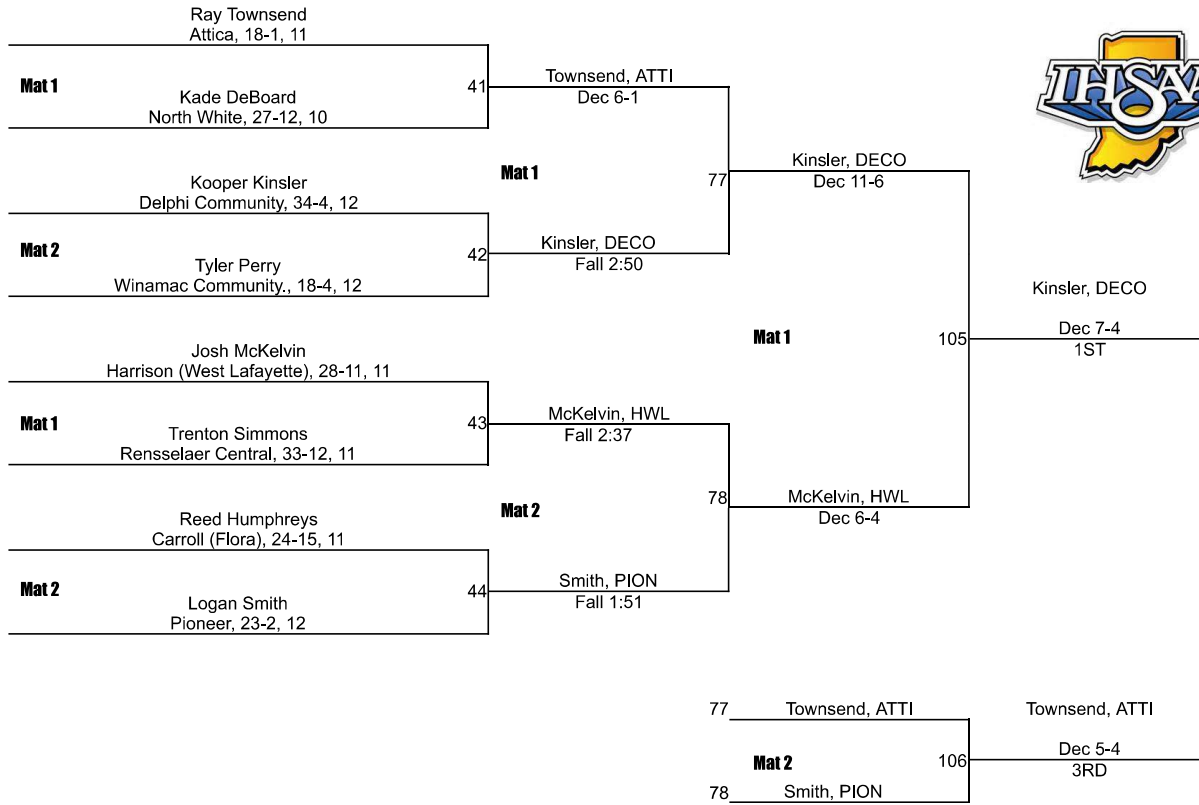 Ray Townsend
Attica, 18-1, 11
Mat 1
41
Kade DeBoard
North White, 27-12, 10
Townsend, ATTI
Dec 6-1
Mat 1
77
Kooper Kinsler
Delphi Community, 34-4, 12
Mat 2
42
Tyler Perry
Winamac Community., 18-4, 12
Kinsler, DECO
Fall 2:50
Kinsler, DECO
Dec 11-6
Mat 1
105
Josh McKelvin
Harrison (West Lafayette), 28-11, 11
Mat 1
43
Trenton Simmons
Rensselaer Central, 33-12, 11
McKelvin, HWL
Fall 2:37
Mat 2
78
Reed Humphreys
Carroll (Flora), 24-15, 11
Mat 2
44
Logan Smith
Pioneer, 23-2, 12
Smith, PION
Fall 1:51
McKelvin, HWL
Dec 6-4
IHSAA
Kinsler, DECO
Dec 7-4
1ST
77
Townsend, ATTI
Mat 2
106
78
Smith, PION
Townsend, ATTI
Dec 5-4
3RD